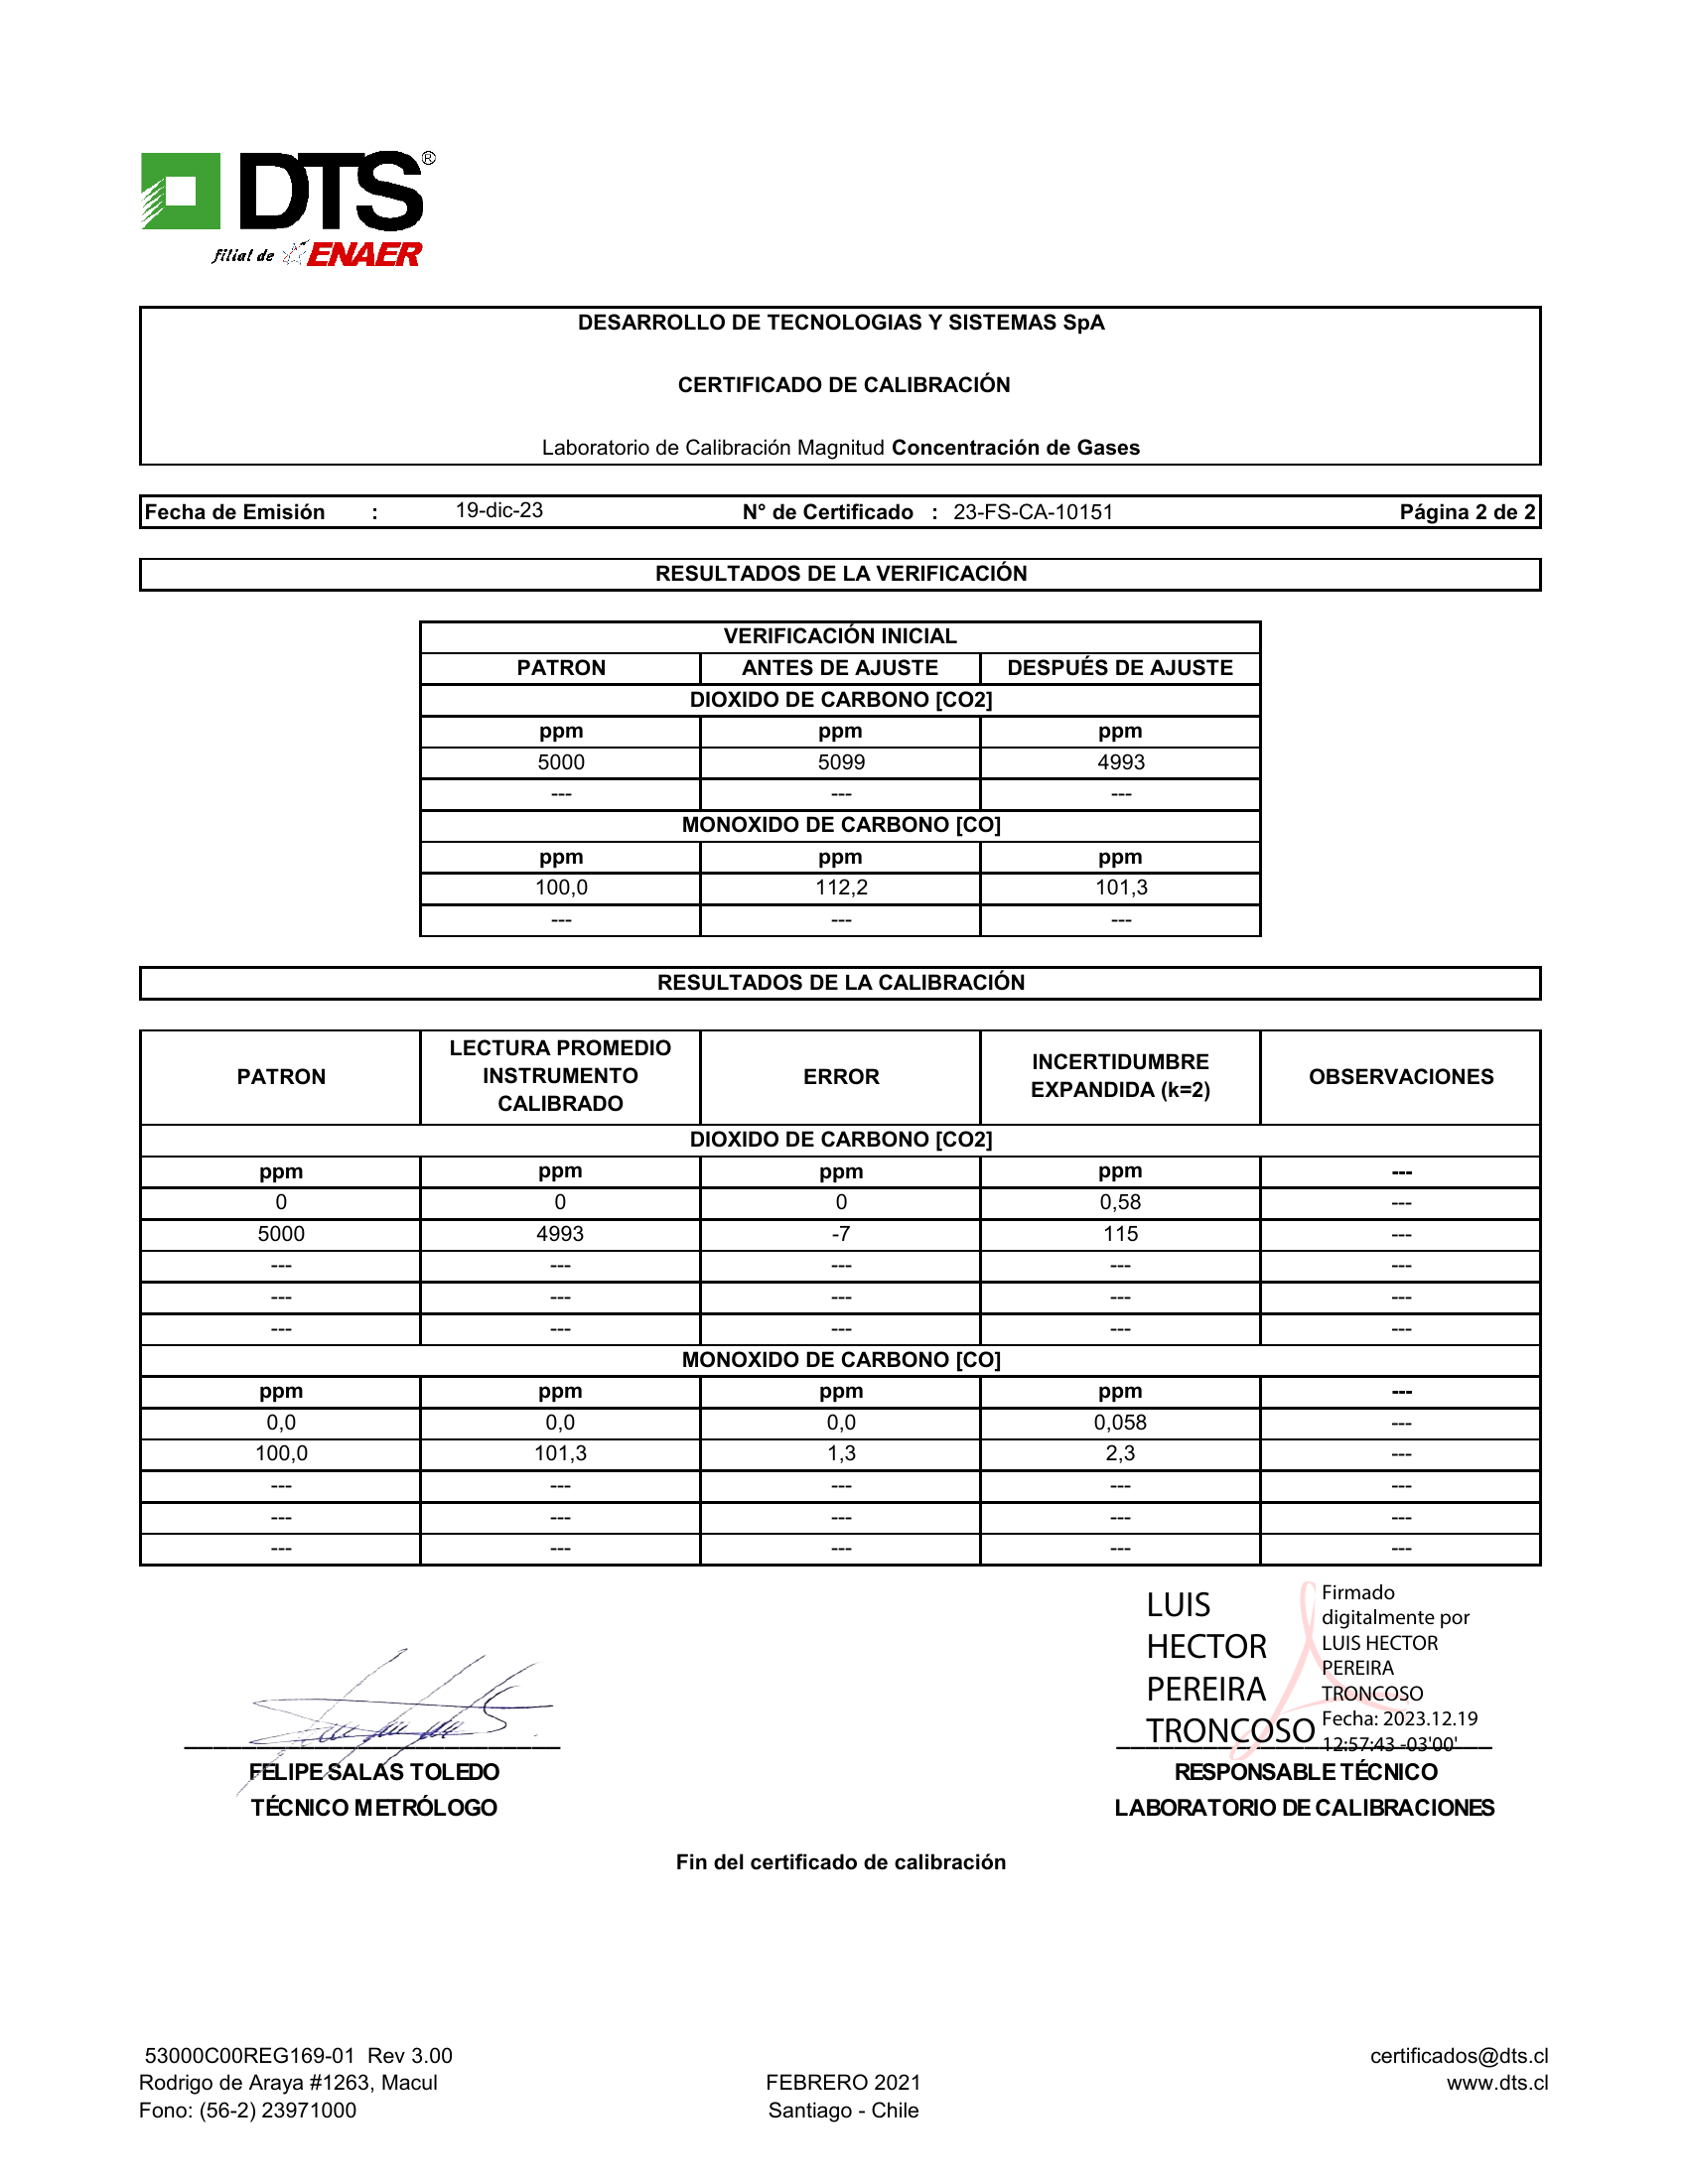 DTS®
filial de ENAER
DESARROLLO DE TECNOLOGIAS Y SISTEMAS SpA
CERTIFICADO DE CALIBRACIÓN
Laboratorio de Calibración Magnitud Concentración de Gases
Fecha de Emisión : 19-dic-23 N° de Certificado : 23-FS-CA-10151 Página 2 de 2
RESULTADOS DE LA VERIFICACIÓN
VERIFICACIÓN INICIAL
PATRON ANTES DE AJUSTE DESPUÉS DE AJUSTE
DIOXIDO DE CARBONO [CO2]
ppm ppm ppm
5000 5099 4993
--- --- ---
MONOXIDO DE CARBONO [CO]
ppm ppm ppm
100,0 112,2 101,3
--- --- ---
RESULTADOS DE LA CALIBRACIÓN
PATRON LECTURA PROMEDIO INSTRUMENTO CALIBRADO ERROR INCERTIDUMBRE EXPANDIDA (k=2) OBSERVACIONES
DIOXIDO DE CARBONO [CO2]
ppm ppm ppm ppm ---
0 0 0 0,58 ---
5000 4993 -7 115 ---
--- --- --- --- ---
--- --- --- --- ---
--- --- --- --- ---
MONOXIDO DE CARBONO [CO]
ppm ppm ppm ppm ---
0,0 0,0 0,0 0,058 ---
100,0 101,3 1,3 2,3 ---
--- --- --- --- ---
--- --- --- --- ---
--- --- --- --- ---
LUIS
HECTOR
PEREIRA
TRONCOSO
Firmado
digitalmente por
LUIS HECTOR
PEREIRA
TRONCOSO
Fecha: 2023.12.19
12:57:43 -03'00'
FELIPE SALAS TOLEDO
TÉCNICO METRÓLOGO
RESPONSABLE TÉCNICO
LABORATORIO DE CALIBRACIONES
Fin del certificado de calibración
53000C00REG169-01 Rev 3.00 certificados@dts.cl
Rodrigo de Araya #1263, Macul FEBRERO 2021 www.dts.cl
Fono: (56-2) 23971000 Santiago - Chile